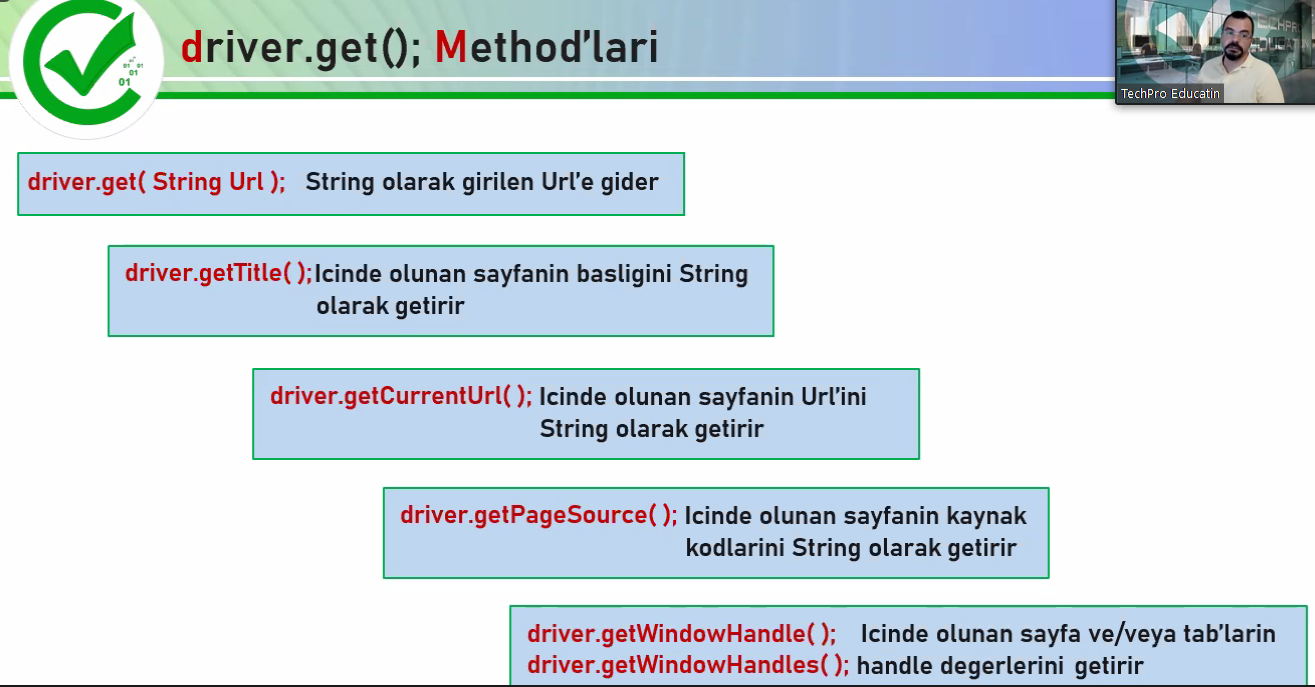 driver.get(); Method'lari
01 01
01
01
TECHPRO
TechPro Educatin
driver.get( String Url ); String olarak girilen Url'e gider
driver.getTitle( );Icinde olunan sayfanin basligini String
olarak getirir
driver.getCurrentUrl( ); Icinde olunan sayfanin Url'ini
String olarak getirir
driver.getPageSource( ); Icinde olunan sayfanin kaynak
kodlarini String olarak getirir
driver.getWindowHandle( ); Icinde olunan sayfa ve/veya tab'larin
driver.getWindowHandles( ); handle degerlerini getirir